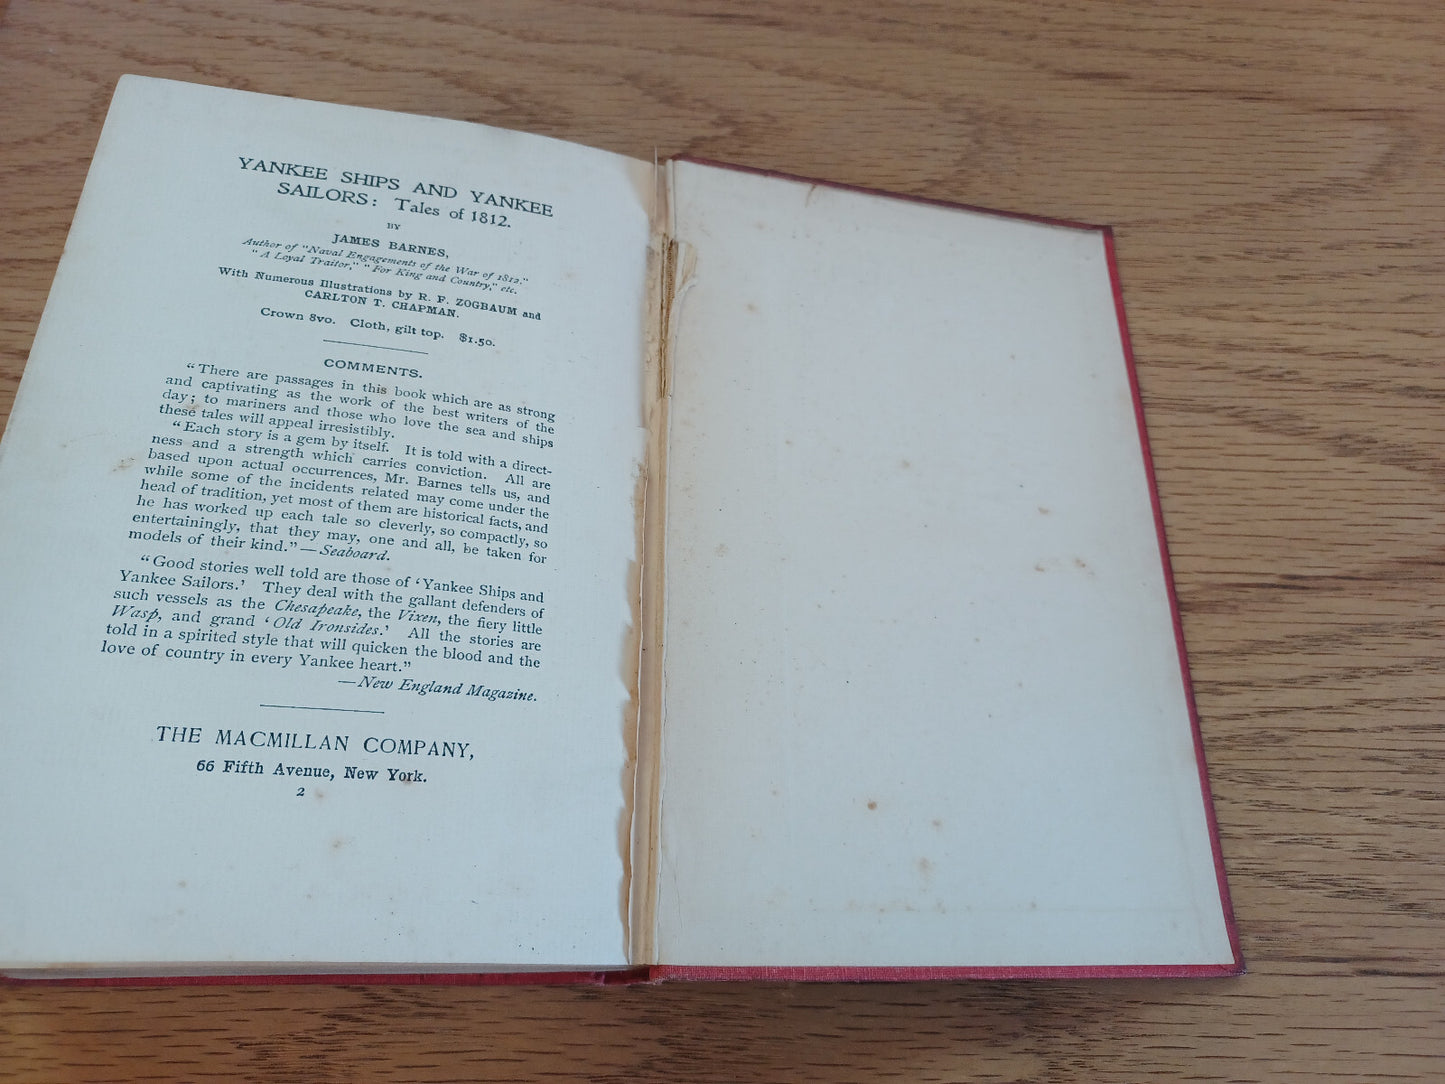 YANKEE SHIPS AND YANKEE
SAILORS: Tales of 1812.
BY
JAMES BARNES,
Author of "Naval Engagements of the War of 1812."
"A Loyal Traitor," "For King and Country," etc.
With Numerous Illustrations by R. F. ZOGBAUM and
CARLTON T. CHAPMAN.
Crown 8vo. Cloth, gilt top. $1.50.
COMMENTS.
"There are passages in this book which are as strong
and captivating as the work of the best writers of the
day; to mariners and those who love the sea and ships
these tales will appeal irresistibly.
"Each story is a gem by itself. It is told with a direct-
ness and a strength which carries conviction. All are
based upon actual occurrences, Mr. Barnes tells us, and
while some of the incidents related may come under the
head of tradition, yet most of them are historical facts, and
he has worked up each tale so cleverly, so compactly, so
entertainingly, that they may, one and all, be taken for
models of their kind."—Seaboard.
"Good stories well told are those of 'Yankee Ships and
Yankee Sailors.' They deal with the gallant defenders of
such vessels as the Chesapeake, the Vixen, the fiery little
Wasp, and grand 'Old Ironsides.' All the stories are
told in a spirited style that will quicken the blood and the
love of country in every Yankee heart."
—New England Magazine.
THE MACMILLAN COMPANY,
66 Fifth Avenue, New York.
2